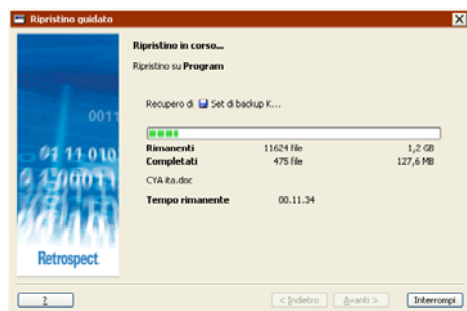 Ripristino guidato
Ripristino in corso...
Ripristino su Program
Recupero di Set di backup K...
Rimanenti 11624 file 1,2 GB
Completati 475 file 127,6 MB
CYA ita.doc
Tempo rimanente 00.11.34
Retrospect
? < Indietro Avanti > Interrompi